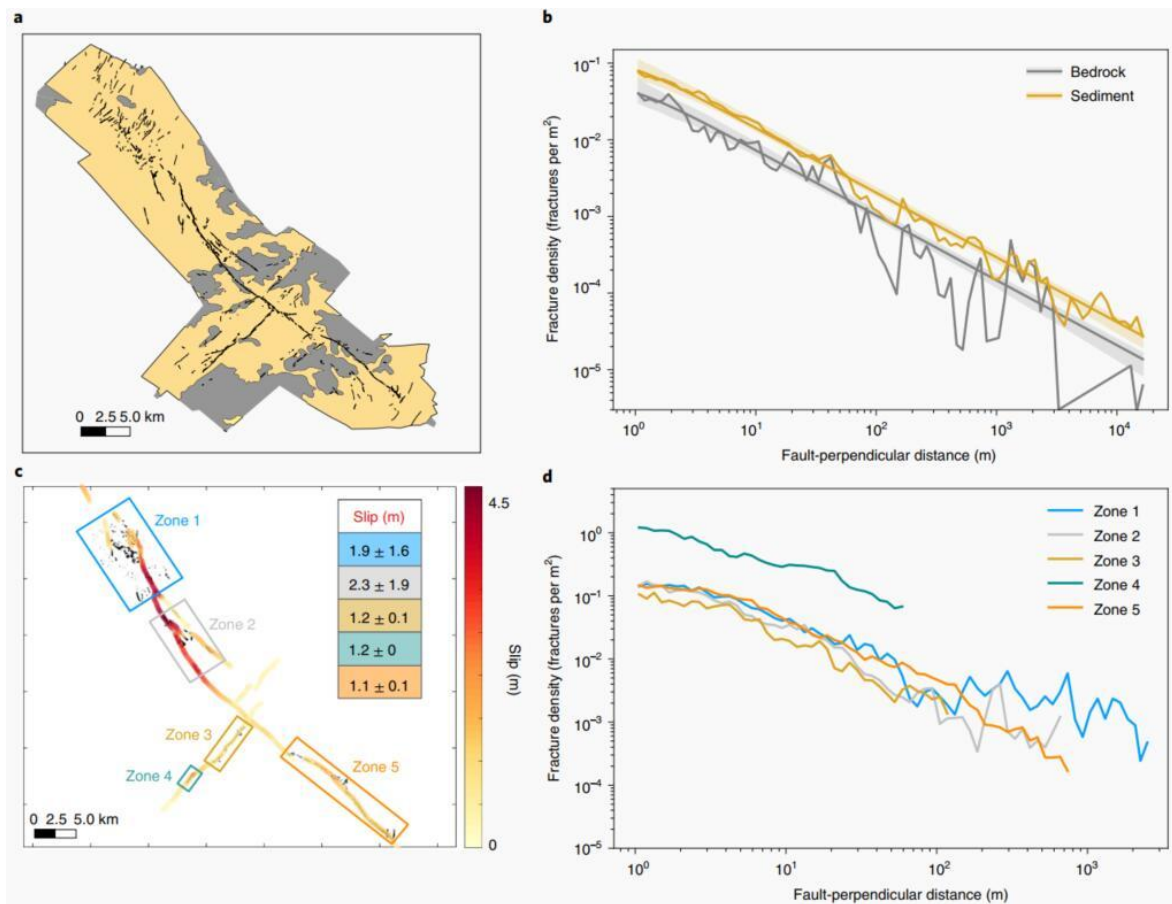 a
0 2.5 5.0 km
b
Fracture density (fractures per m²)
10⁻¹
10⁻²
10⁻³
10⁻⁴
10⁻⁵
Bedrock
Sediment
10⁰ 10¹ 10² 10³ 10⁴
Fault-perpendicular distance (m)
c
Zone 1
Zone 2
Zone 3
Zone 4
Zone 5
Slip (m)
1.9 ± 1.6
2.3 ± 1.9
1.2 ± 0.1
1.2 ± 0
1.1 ± 0.1
4.5
Slip (m)
0
0 2.5 5.0 km
d
Fracture density (fractures per m²)
10⁰
10⁻¹
10⁻²
10⁻³
10⁻⁴
10⁻⁵
Zone 1
Zone 2
Zone 3
Zone 4
Zone 5
10⁰ 10¹ 10² 10³
Fault-perpendicular distance (m)